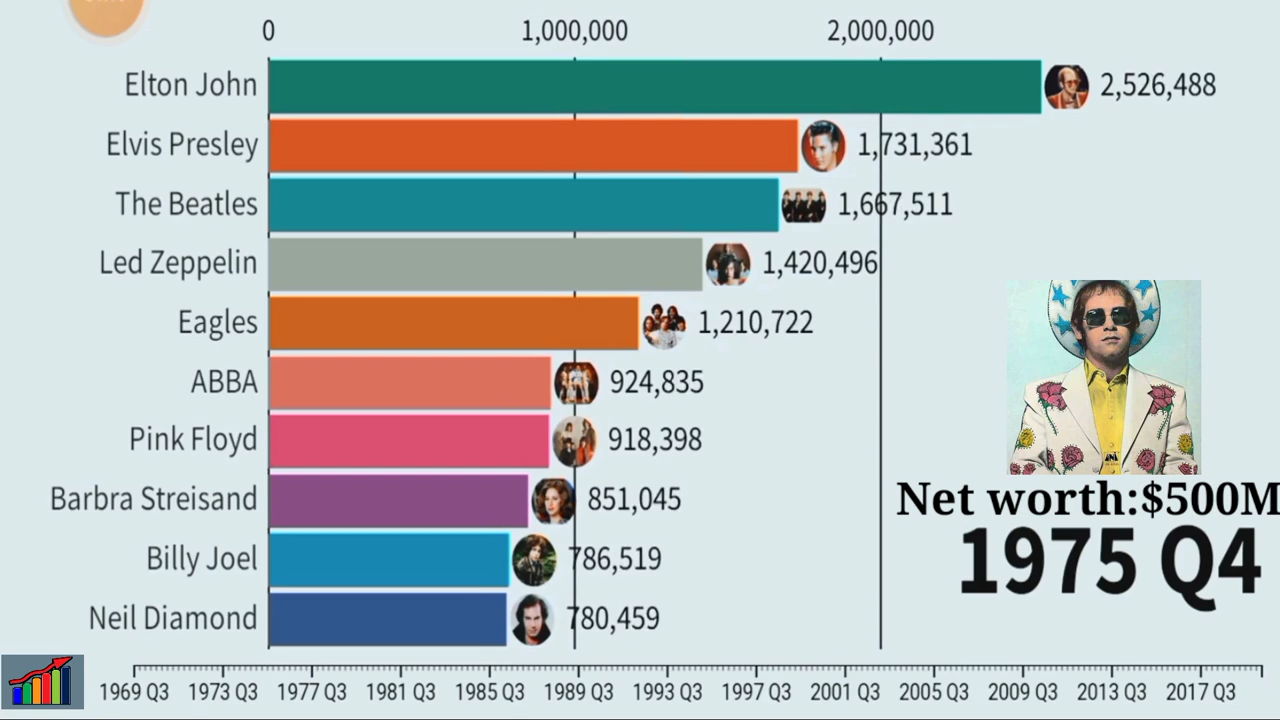 0 1,000,000 2,000,000
Elton John 2,526,488
Elvis Presley 1,731,361
The Beatles 1,667,511
Led Zeppelin 1,420,496
Eagles 1,210,722
ABBA 924,835
Pink Floyd 918,398
Barbra Streisand 851,045
Billy Joel 786,519
Neil Diamond 780,459
Net worth:$500M
1975 Q4
1969 Q3 1973 Q3 1977 Q3 1981 Q3 1985 Q3 1989 Q3 1993 Q3 1997 Q3 2001 Q3 2005 Q3 2009 Q3 2013 Q3 2017 Q3